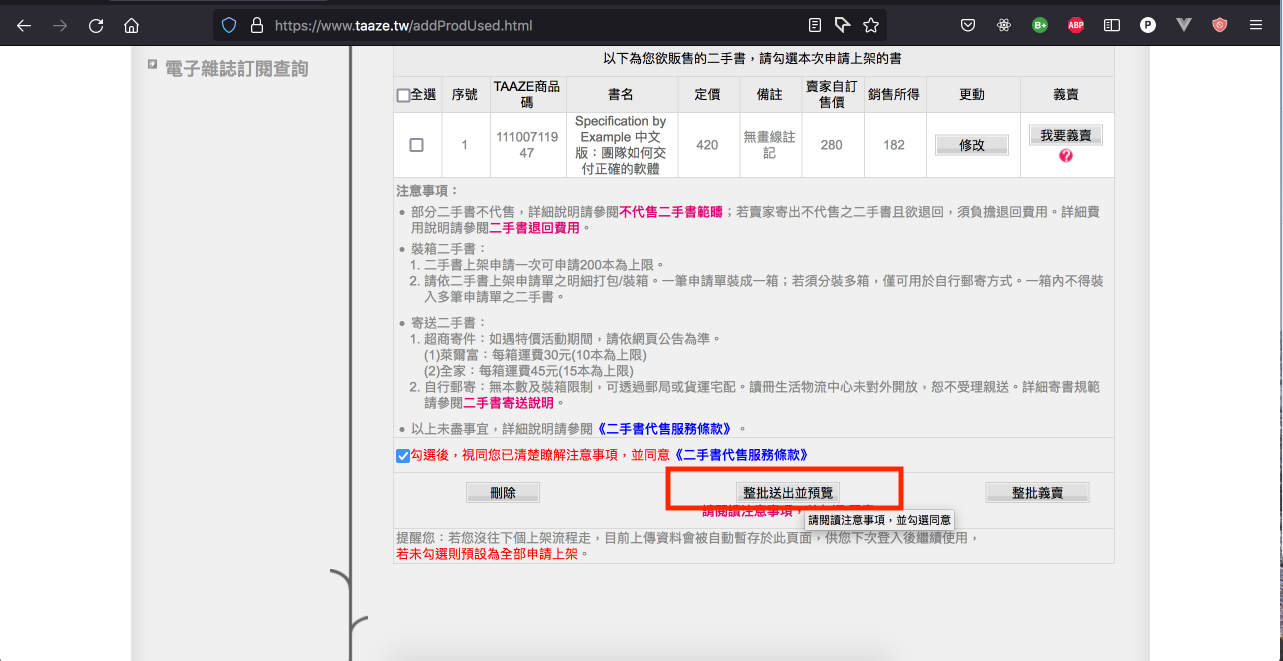 https://www.taaze.tw/addProdUsed.html
B+
ABP
P
電子雜誌訂閱查詢
以下為您欲販售的二手書，請勾選本次申請上架的書
全選 序號 TAAZE商品碼 書名 定價 備註 賣家自訂售價 銷售所得 更動 義賣
1
111007119
47
Specification by
Example 中文
版：團隊如何交
付正確的軟體
420
無畫線註
記
280
182
修改
我要義賣
?
注意事項：
部分二手書不代售，詳細說明請參閱不代售二手書範疇；若賣家寄出不代售之二手書且欲退回，須負擔退回費用。詳細費
用說明請參閱二手書退回費用。
裝箱二手書：
1. 二手書上架申請一次可申請200本為上限。
2. 請依二手書上架申請單之明細打包/裝箱。一筆申請單裝成一箱；若須分裝多箱，僅可用於自行郵寄方式。一箱內不得裝
入多筆申請單之二手書。
寄送二手書：
1. 超商寄件：如遇特價活動期間，請依網頁公告為準。
(1)萊爾富：每箱運費30元(10本為上限)
(2)全家：每箱運費45元(15本為上限)
2. 自行郵寄：無本數及裝箱限制，可透過郵局或貨運宅配。讀冊生活物流中心未對外開放，恕不受理親送。詳細寄書規範
請參閱二手書寄送說明。
以上未盡事宜，詳細說明請參閱《二手書代售服務條款》。
勾選後，視同您已清楚瞭解注意事項，並同意《二手書代售服務條款》
刪除 整批送出並預覽 整批義賣
請閱讀注意事項，
請閱讀注意事項，並勾選同意
提醒您：若您沒往下個上架流程走，目前上傳資料會被自動暫存於此頁面，供您下次登入後繼續使用，
若未勾選則預設為全部申請上架。